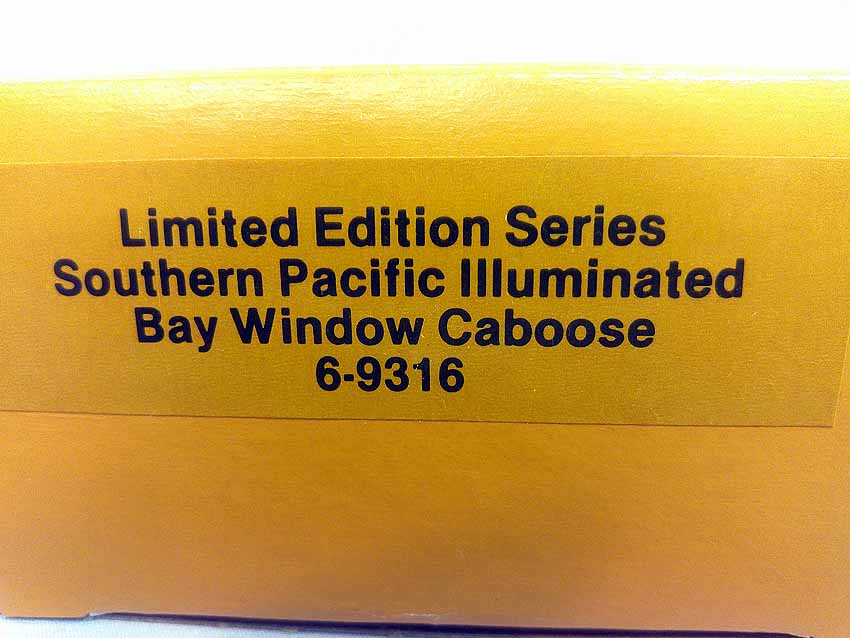 Limited Edition Series
Southern Pacific Illuminated
Bay Window Caboose
6-9316